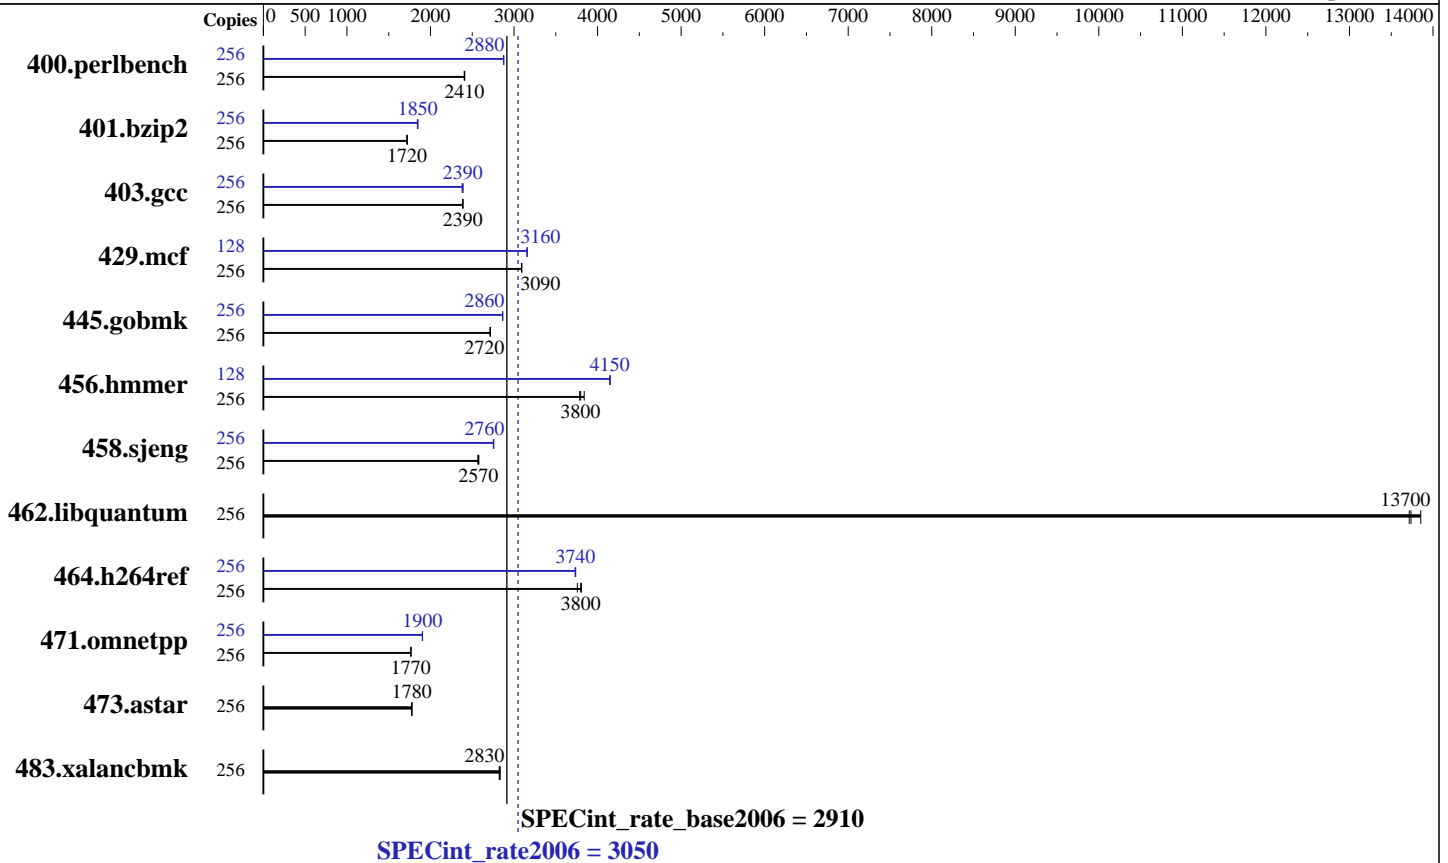 Copies 0 500 1000 2000 3000 4000 5000 6000 7000 8000 9000 10000 11000 12000 13000 14000
400.perlbench 256 2880
256 2410
401.bzip2 256 1850
256 1720
403.gcc 256 2390
256 2390
429.mcf 128 3160
256 3090
445.gobmk 256 2860
256 2720
456.hmmer 128 4150
256 3800
458.sjeng 256 2760
256 2570
462.libquantum 256 13700
464.h264ref 256 3740
256 3800
471.omnetpp 256 1900
256 1770
473.astar 256 1780
483.xalancbmk 256 2830
SPECint_rate_base2006 = 2910
SPECint_rate2006 = 3050